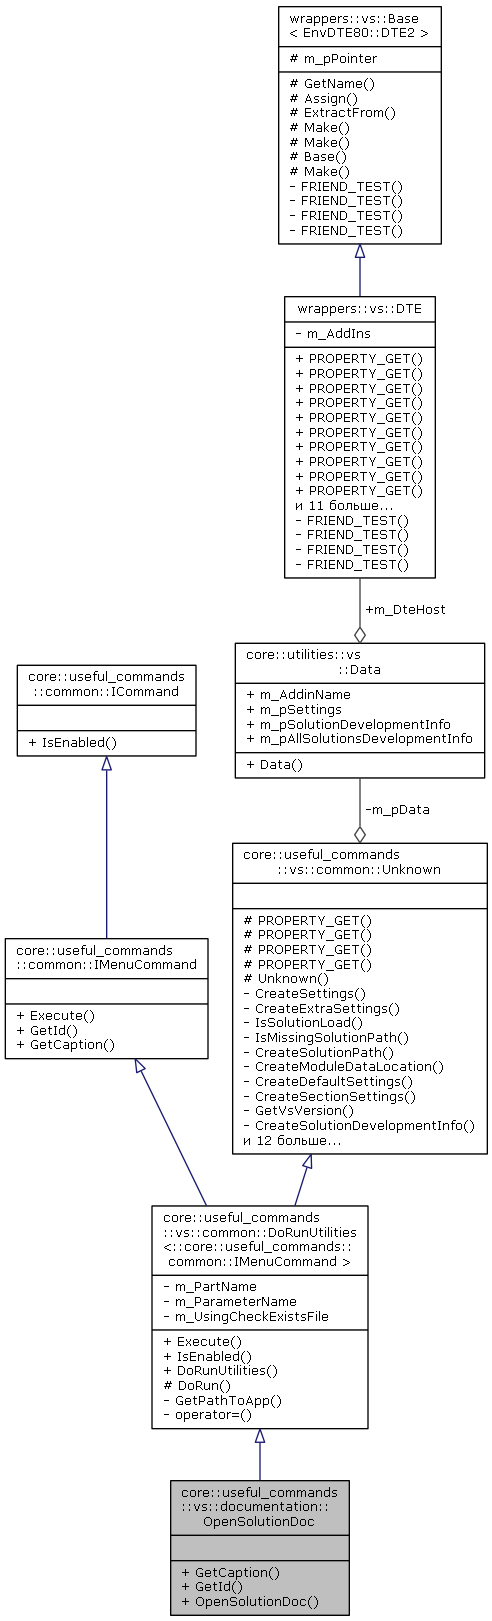 wrappers::vs::Base
< EnvDTE80::DTE2 >
# m_pPointer
# GetName()
# Assign()
# ExtractFrom()
# Make()
# Make()
# Base()
# Make()
- FRIEND_TEST()
- FRIEND_TEST()
- FRIEND_TEST()
- FRIEND_TEST()
wrappers::vs::DTE
- m_AddIns
+ PROPERTY_GET()
+ PROPERTY_GET()
+ PROPERTY_GET()
+ PROPERTY_GET()
+ PROPERTY_GET()
+ PROPERTY_GET()
+ PROPERTY_GET()
+ PROPERTY_GET()
+ PROPERTY_GET()
+ PROPERTY_GET()
и 11 больше...
- FRIEND_TEST()
- FRIEND_TEST()
- FRIEND_TEST()
- FRIEND_TEST()
+m_DteHost
core::utilities::vs
::Data
+ m_AddinName
+ m_pSettings
+ m_pSolutionDevelopmentInfo
+ m_pAllSolutionsDevelopmentInfo
+ Data()
core::useful_commands
::common::ICommand
+ IsEnabled()
-m_pData
core::useful_commands
::vs::common::Unknown
# PROPERTY_GET()
# PROPERTY_GET()
# PROPERTY_GET()
# PROPERTY_GET()
# Unknown()
- CreateSettings()
- CreateExtraSettings()
- IsSolutionLoad()
- IsMissingSolutionPath()
- CreateSolutionPath()
- CreateModuleDataLocation()
- CreateDefaultSettings()
- CreateSectionSettings()
- GetVsVersion()
- CreateSolutionDevelopmentInfo()
и 12 больше...
core::useful_commands
::common::IMenuCommand
+ Execute()
+ GetId()
+ GetCaption()
core::useful_commands
::vs::common::DoRunUtilities
<::core::useful_commands::
common::IMenuCommand >
- m_PartName
- m_ParameterName
- m_UsingCheckExistsFile
+ Execute()
+ IsEnabled()
+ DoRunUtilities()
# DoRun()
- GetPathToApp()
- operator=()
core::useful_commands
::vs::documentation::
OpenSolutionDoc
+ GetCaption()
+ GetId()
+ OpenSolutionDoc()